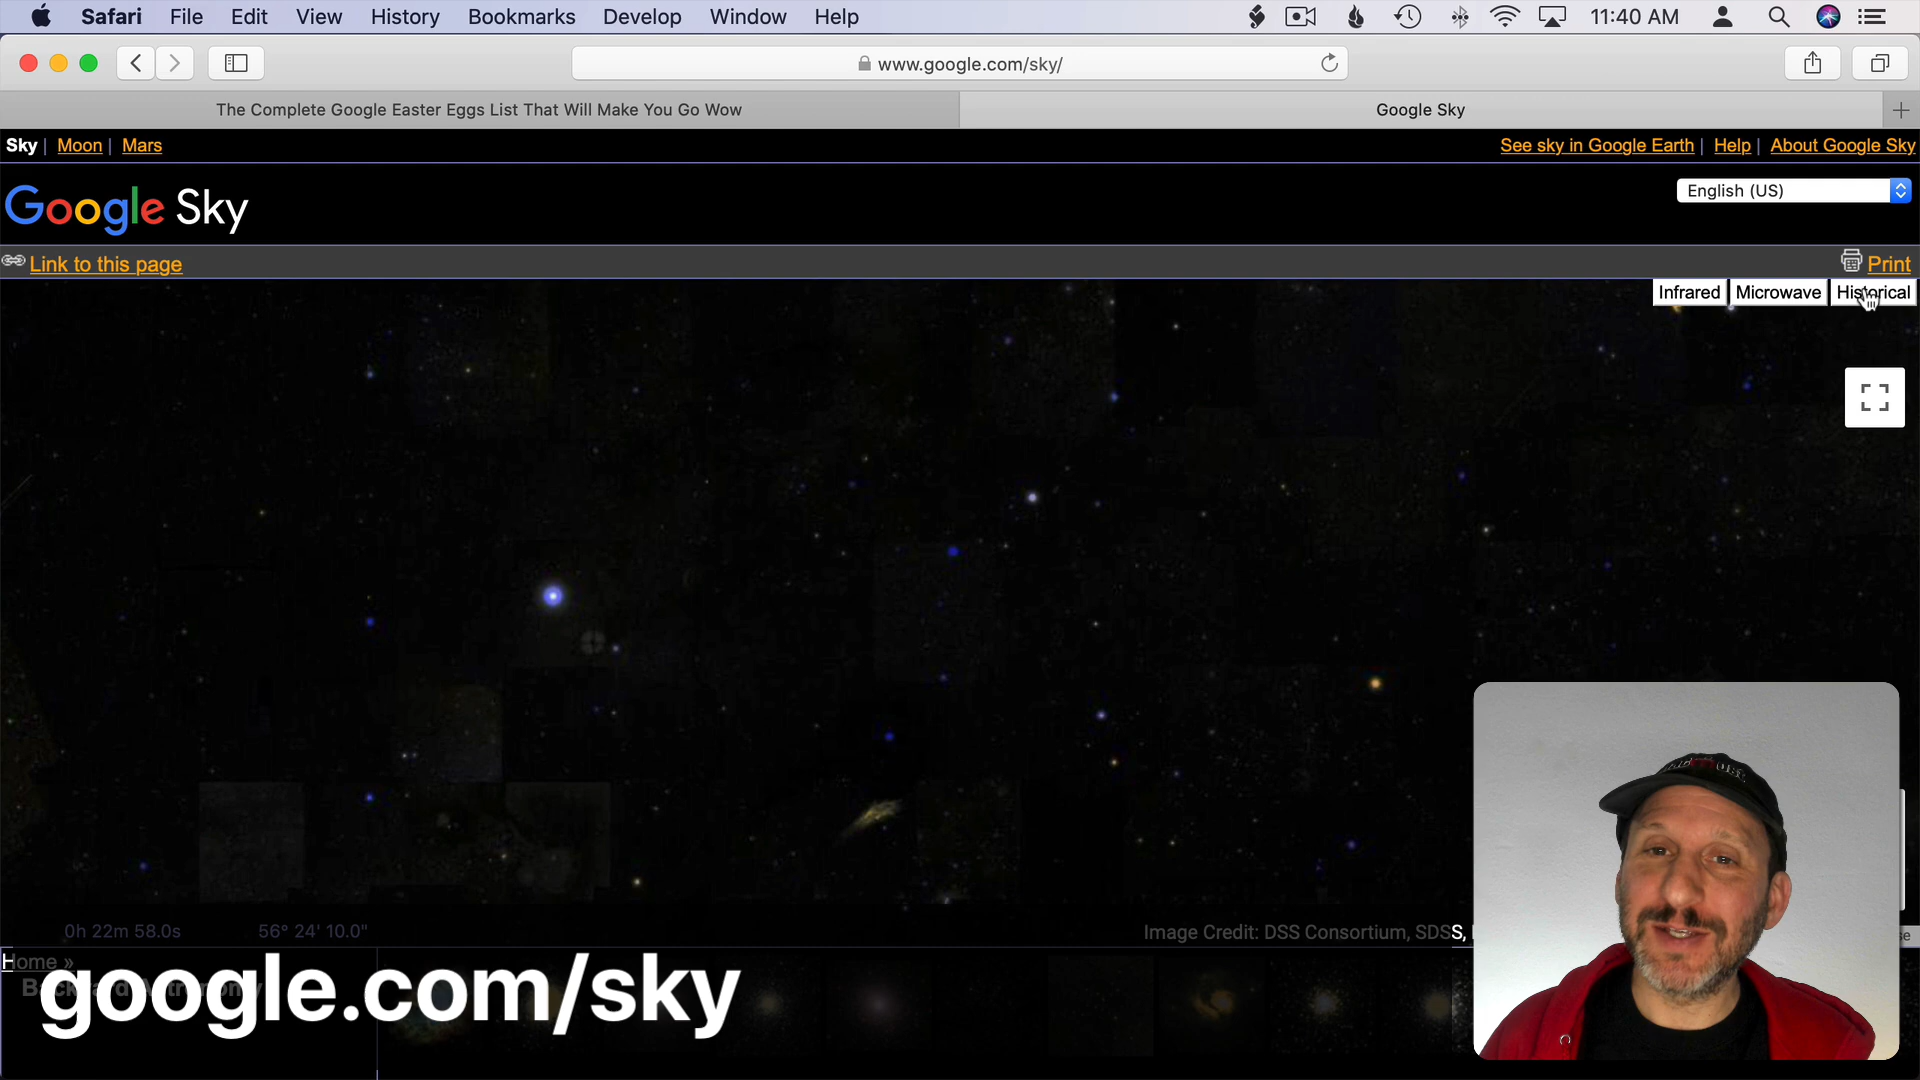 Safari File Edit View History Bookmarks Develop Window Help 11:40 AM
www.google.com/sky/
The Complete Google Easter Eggs List That Will Make You Go Wow
Google Sky
Sky | Moon | Mars
See sky in Google Earth | Help | About Google Sky
Google Sky
English (US)
Link to this page
Print
Infrared Microwave Historical
0h 22m 58.0s 56° 24' 10.0"
Image Credit: DSS Consortium, SDSS,
Home »
google.com/sky